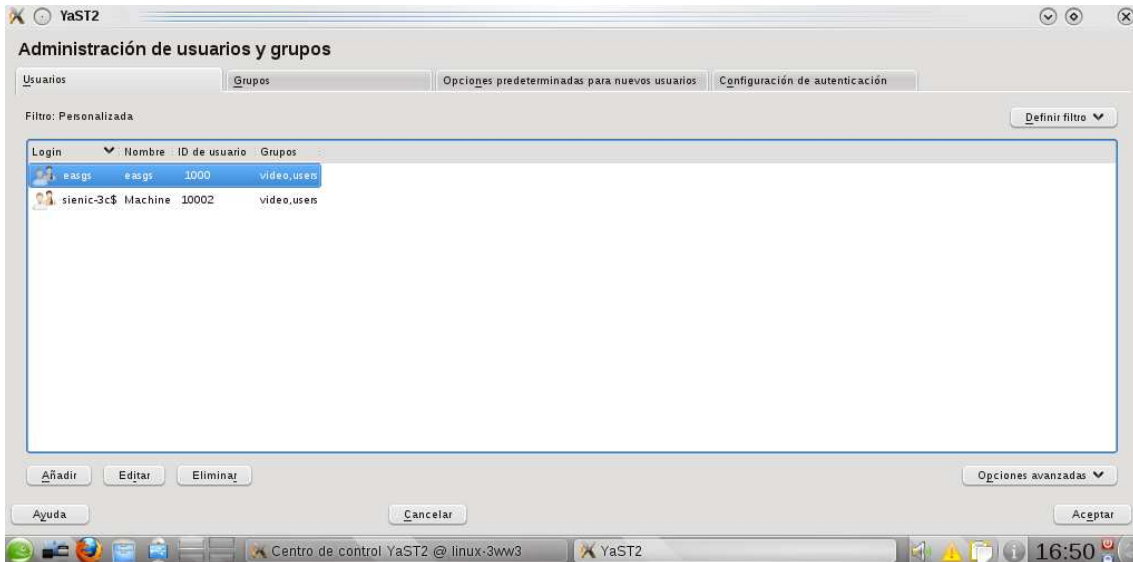 YaST2
Administración de usuarios y grupos
Usuarios Grupos Opciones predeterminadas para nuevos usuarios Configuración de autenticación
Filtro: Personalizada Definir filtro
Login Nombre ID de usuario Grupos
easgs easgs 1000 video,users
sienic-3c$ Machine 10002 video,users
Añadir Editar Eliminar Opciones avanzadas
Ayuda Cancelar Aceptar
Centro de control YaST2 @ linux-3ww3 YaST2 16:50